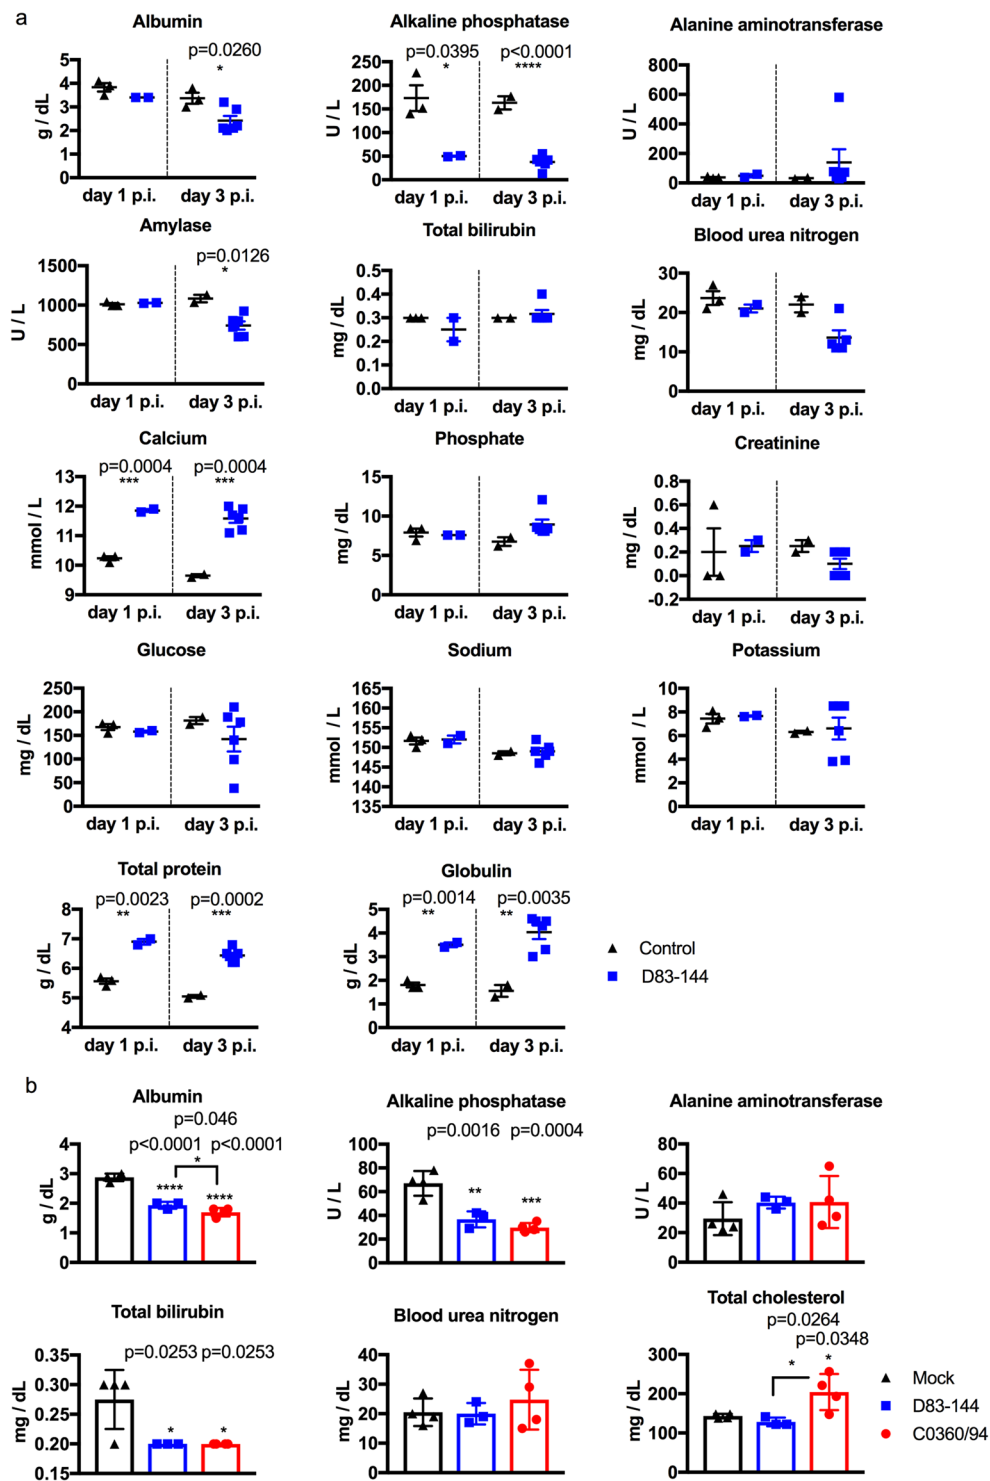 a
Albumin
p=0.0260
*
g / dL
5
4
3
2
1
0
day 1 p.i.
day 3 p.i.
Alkaline phosphatase
p=0.0395
p<0.0001
*
****
U / L
250
200
150
100
50
0
day 1 p.i.
day 3 p.i.
Alanine aminotransferase
U / L
800
600
400
200
0
day 1 p.i.
day 3 p.i.
Amylase
p=0.0126
*
U / L
1500
1000
500
0
day 1 p.i.
day 3 p.i.
Total bilirubin
mg / dL
0.5
0.4
0.3
0.2
0.1
0.0
day 1 p.i.
day 3 p.i.
Blood urea nitrogen
mg / dL
30
20
10
0
day 1 p.i.
day 3 p.i.
Calcium
p=0.0004
p=0.0004
***
***
mmol / L
13
12
11
10
9
day 1 p.i.
day 3 p.i.
Phosphate
mg / dL
15
10
5
0
day 1 p.i.
day 3 p.i.
Creatinine
mg / dL
0.8
0.6
0.4
0.2
0.0
-0.2
day 1 p.i.
day 3 p.i.
Glucose
mg / dL
250
200
150
100
50
0
day 1 p.i.
day 3 p.i.
Sodium
mmol / L
165
160
155
150
145
140
135
day 1 p.i.
day 3 p.i.
Potassium
mmol / L
10
8
6
4
2
0
day 1 p.i.
day 3 p.i.
Total protein
p=0.0023
p=0.0002
**
***
g / dL
8
7
6
5
4
day 1 p.i.
day 3 p.i.
Globulin
p=0.0014
p=0.0035
**
**
g / dL
5
4
3
2
1
0
day 1 p.i.
day 3 p.i.
Control
D83-144
b
Albumin
p=0.046
p<0.0001
p<0.0001
*
****
****
g / dL
4
3
2
1
0
Alkaline phosphatase
p=0.0016
p=0.0004
**
***
U / L
100
80
60
40
20
0
Alanine aminotransferase
U / L
80
60
40
20
0
Total bilirubin
p=0.0253
p=0.0253
*
*
mg / dL
0.35
0.30
0.25
0.20
0.15
Blood urea nitrogen
mg / dL
40
30
20
10
0
Total cholesterol
p=0.0264
p=0.0348
*
*
mg / dL
300
200
100
0
Mock
D83-144
C0360/94